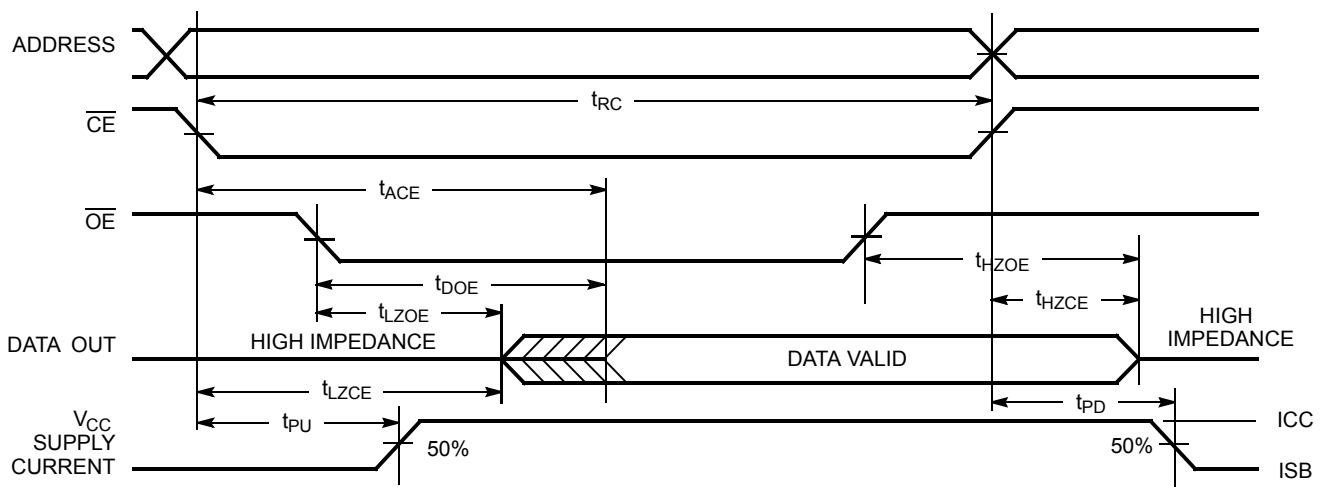 ADDRESS
tRC
CE
tACE
OE
tHZOE
tDOE
tHZCE
tLZOE
HIGH IMPEDANCE
DATA OUT
HIGH IMPEDANCE
DATA VALID
tLZCE
tPD
VCC SUPPLY CURRENT
tPU
50%
50%
ICC
ISB